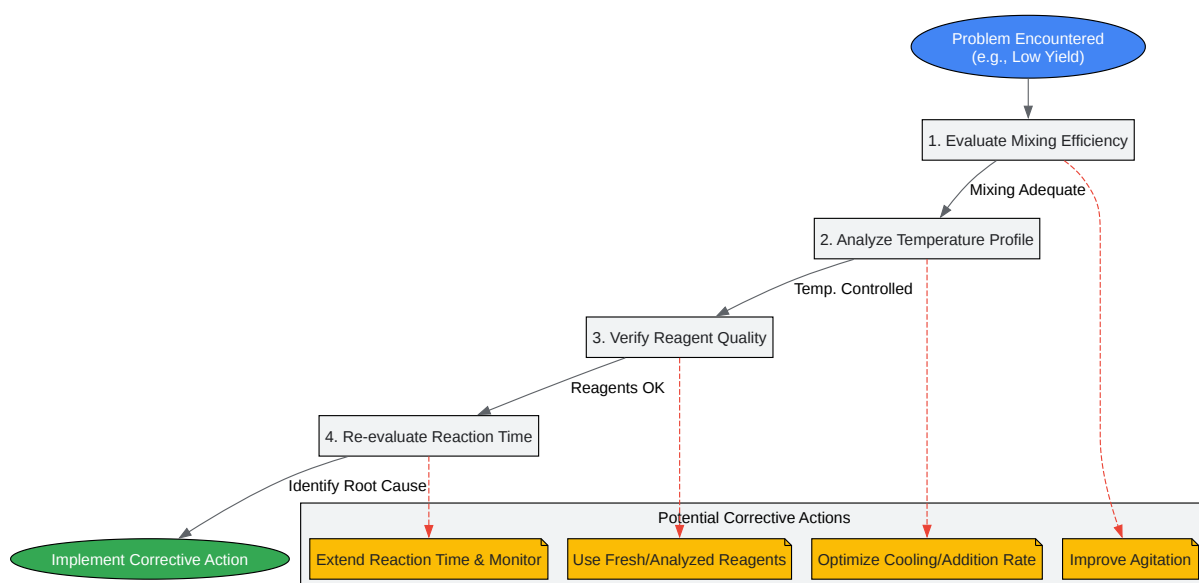 Problem Encountered
(e.g., Low Yield)
1. Evaluate Mixing Efficiency
Mixing Adequate
2. Analyze Temperature Profile
Temp. Controlled
3. Verify Reagent Quality
Reagents OK
4. Re-evaluate Reaction Time
Identify Root Cause
Potential Corrective Actions
Implement Corrective Action
Extend Reaction Time & Monitor
Use Fresh/Analyzed Reagents
Optimize Cooling/Addition Rate
Improve Agitation